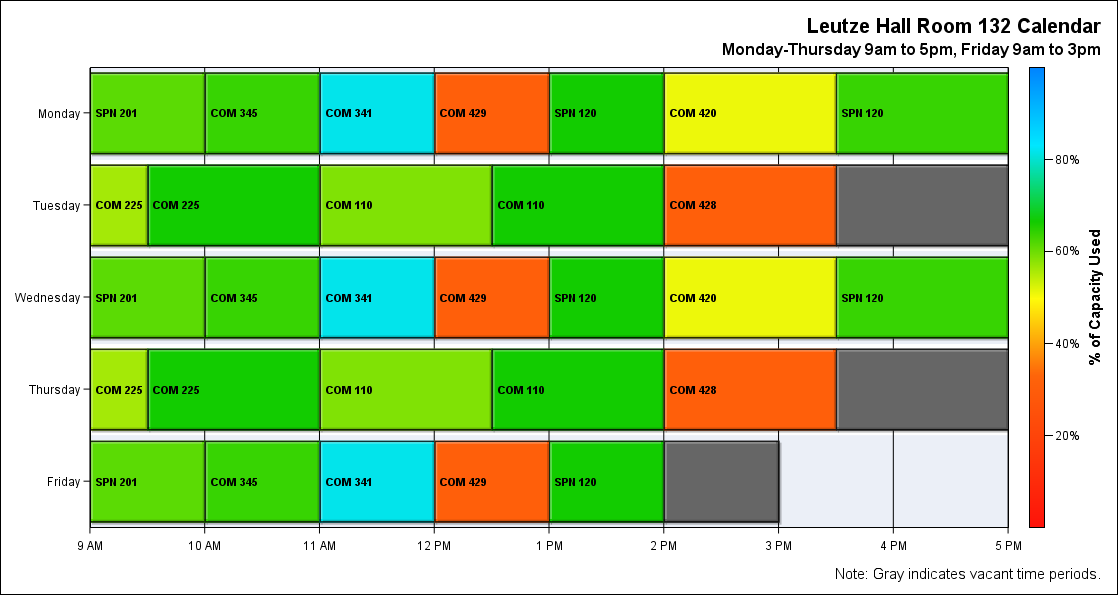 Leutze Hall Room 132 Calendar
Monday-Thursday 9am to 5pm, Friday 9am to 3pm
Monday SPN 201 COM 345 COM 341 COM 429 SPN 120 COM 420 SPN 120
80%
Tuesday COM 225 COM 225 COM 110 COM 110 COM 428
60%
% of Capacity Used
Wednesday SPN 201 COM 345 COM 341 COM 429 SPN 120 COM 420 SPN 120
40%
Thursday COM 225 COM 225 COM 110 COM 110 COM 428
20%
Friday SPN 201 COM 345 COM 341 COM 429 SPN 120
9 AM 10 AM 11 AM 12 PM 1 PM 2 PM 3 PM 4 PM 5 PM
Note: Gray indicates vacant time periods.